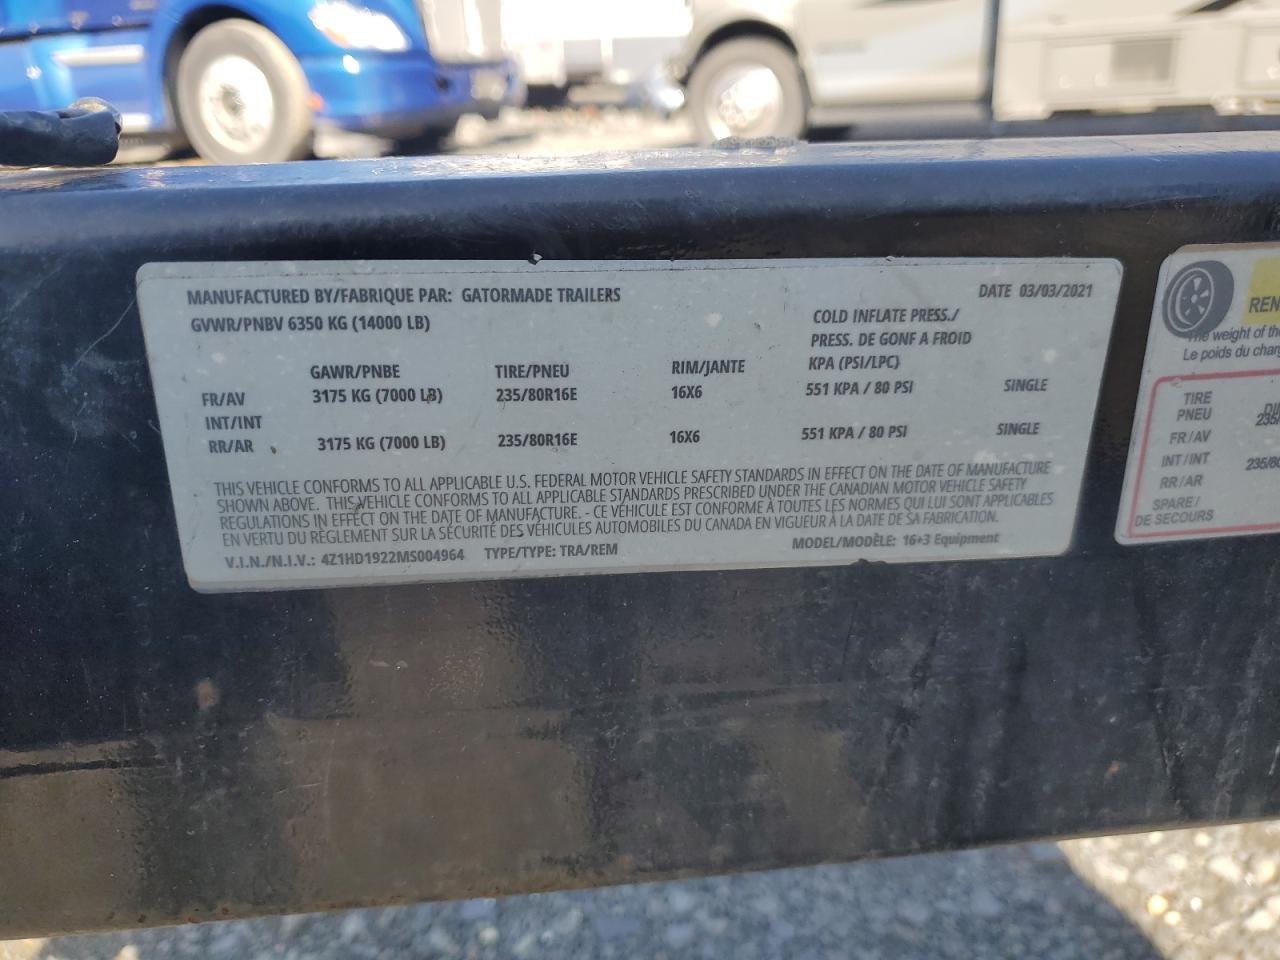 MANUFACTURED BY/FABRIQUE PAR: GATORMADE TRAILERS DATE 03/03/2021
GVWR/PNBV 6350 KG (14000 LB) COLD INFLATE PRESS./
PRESS. DE GONF A FROID
GAWR/PNBE TIRE/PNEU RIM/JANTE KPA (PSI/LPC)
FR/AV 3175 KG (7000 LB) 235/80R16E 16X6 551 KPA / 80 PSI SINGLE
INT/INT
RR/AR 3175 KG (7000 LB) 235/80R16E 16X6 551 KPA / 80 PSI SINGLE
THIS VEHICLE CONFORMS TO ALL APPLICABLE U.S. FEDERAL MOTOR VEHICLE SAFETY STANDARDS IN EFFECT ON THE DATE OF MANUFACTURE
SHOWN ABOVE. THIS VEHICLE CONFORMS TO ALL APPLICABLE STANDARDS PRESCRIBED UNDER THE CANADIAN MOTOR VEHICLE SAFETY
REGULATIONS IN EFFECT ON THE DATE OF MANUFACTURE. - CE VÉHICULE EST CONFORME À TOUTES LES NORMES QUI LUI SONT APPLICABLES
EN VERTU DU RÈGLEMENT SUR LA SÉCURITÉ DES VÉHICULES AUTOMOBILES DU CANADA EN VIGUEUR À LA DATE DE SA FABRICATION.
V.I.N./N.I.V.: 4Z1HD1922MS004964 TYPE/TYPE: TRA/REM MODEL/MODÈLE: 16+3 Equipment
REN
The weight of the
Le poids du char
TIRE
PNEU
FR/AV
INT/INT
RR/AR
SPARE/
DE SECOURS